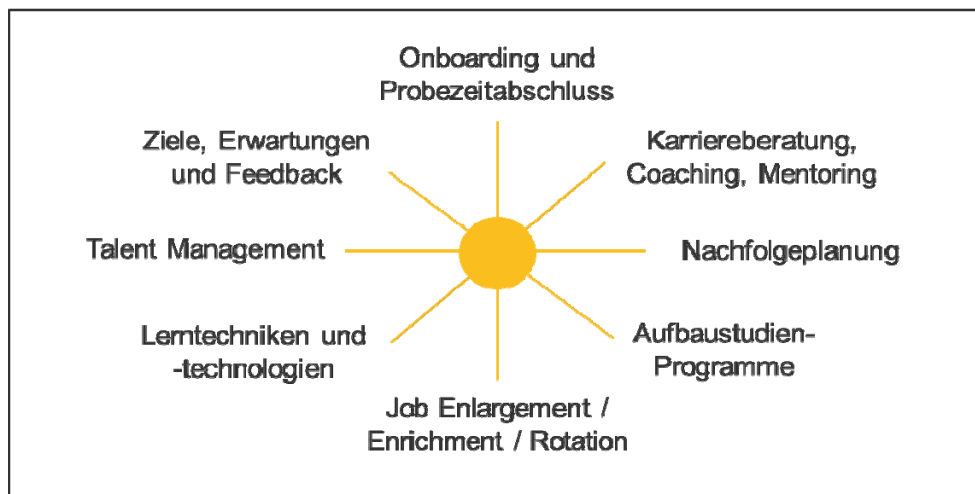 Onboarding und
Probezeitabschluss
Ziele, Erwartungen
und Feedback
Karriereberatung,
Coaching, Mentoring
Talent Management
Nachfolgeplanung
Lerntechniken und
-technologien
Aufbaustudien-
Programme
Job Enlargement /
Enrichment / Rotation